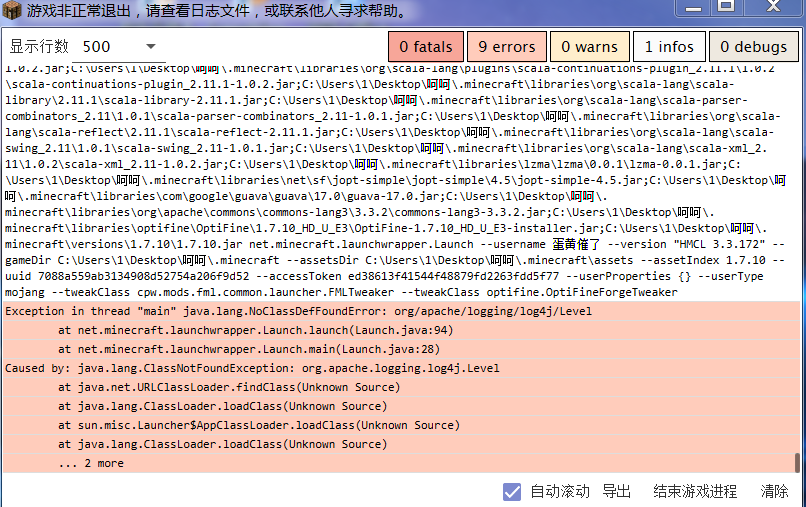 游戏非正常退出，请查看日志文件，或联系他人寻求帮助。
显示行数 500 0 fatals 9 errors 0 warns 1 infos 0 debugs
1.0.2.jar;C:\Users\1\Desktop\呵呵\.minecraft\libraries\org\scala-lang\plugins\scala-continuations-plugin_2.11.1\1.0.2
\scala-continuations-plugin_2.11.1-1.0.2.jar;C:\Users\1\Desktop\呵呵\.minecraft\libraries\org\scala-lang\scala-
library\2.11.1\scala-library-2.11.1.jar;C:\Users\1\Desktop\呵呵\.minecraft\libraries\org\scala-lang\scala-parser-
combinators_2.11\1.0.1\scala-parser-combinators_2.11-1.0.1.jar;C:\Users\1\Desktop\呵呵\.minecraft\libraries\org\scala-
lang\scala-reflect\2.11.1\scala-reflect-2.11.1.jar;C:\Users\1\Desktop\呵呵\.minecraft\libraries\org\scala-lang\scala-
swing_2.11\1.0.1\scala-swing_2.11-1.0.1.jar;C:\Users\1\Desktop\呵呵\.minecraft\libraries\org\scala-lang\scala-xml_2.
11\1.0.2\scala-xml_2.11-1.0.2.jar;C:\Users\1\Desktop\呵呵\.minecraft\libraries\lzma\lzma\0.0.1\lzma-0.0.1.jar;C:
\Users\1\Desktop\呵呵\.minecraft\libraries\net\sf\jopt-simple\jopt-simple\4.5\jopt-simple-4.5.jar;C:\Users\1\Desktop\呵
呵\.minecraft\libraries\com\google\guava\guava\17.0\guava-17.0.jar;C:\Users\1\Desktop\呵呵\.
minecraft\libraries\org\apache\commons\commons-lang3\3.3.2\commons-lang3-3.3.2.jar;C:\Users\1\Desktop\呵呵\.
minecraft\libraries\optifine\OptiFine\1.7.10_HD_U_E3\OptiFine-1.7.10_HD_U_E3-installer.jar;C:\Users\1\Desktop\呵呵\.
minecraft\versions\1.7.10\1.7.10.jar net.minecraft.launchwrapper.Launch --username 蛋黄催了 --version "HMCL 3.3.172" --
gameDir C:\Users\1\Desktop\呵呵\.minecraft --assetsDir C:\Users\1\Desktop\呵呵\.minecraft\assets --assetIndex 1.7.10 --
uuid 7088a559ab3134908d52754a206f9d52 --accessToken ed38613f41544f48879fd2263fdd5f77 --userProperties {} --userType
mojang --tweakClass cpw.mods.fml.common.launcher.FMLTweaker --tweakClass optifine.OptiFineForgeTweaker
Exception in thread "main" java.lang.NoClassDefFoundError: org/apache/logging/log4j/Level
at net.minecraft.launchwrapper.Launch.launch(Launch.java:94)
at net.minecraft.launchwrapper.Launch.main(Launch.java:28)
Caused by: java.lang.ClassNotFoundException: org.apache.logging.log4j.Level
at java.net.URLClassLoader.findClass(Unknown Source)
at java.lang.ClassLoader.loadClass(Unknown Source)
at sun.misc.Launcher$AppClassLoader.loadClass(Unknown Source)
at java.lang.ClassLoader.loadClass(Unknown Source)
... 2 more
自动滚动 导出 结束游戏进程 清除